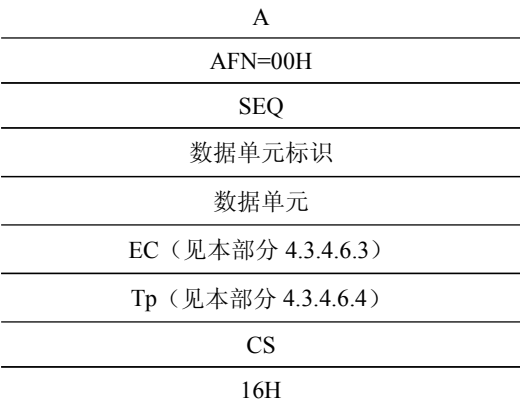 A
AFN=00H
SEQ
数据单元标识
数据单元
EC（见本部分 4.3.4.6.3）
Tp（见本部分 4.3.4.6.4）
CS
16H